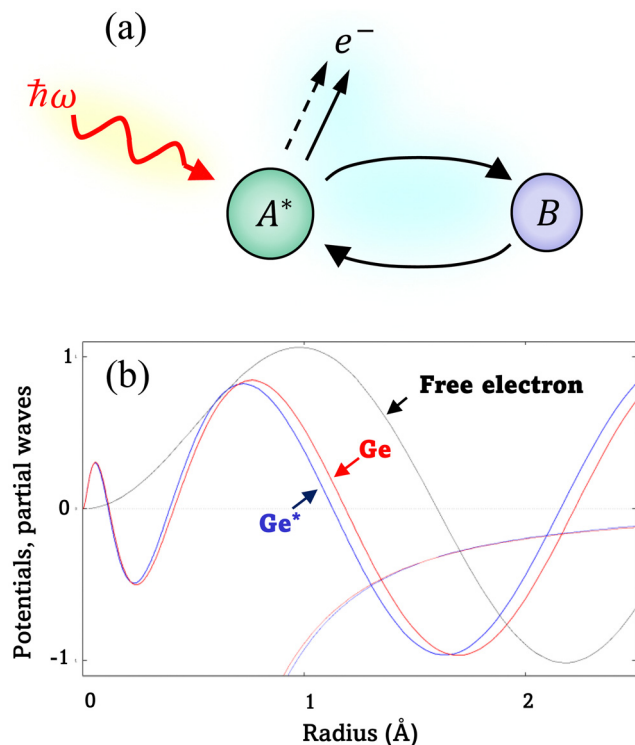 (a)
e⁻
ħω
A*
B
(b)
1
0
-1
Potentials, partial waves
Free electron
Ge
Ge*
0
1
2
Radius (Å)